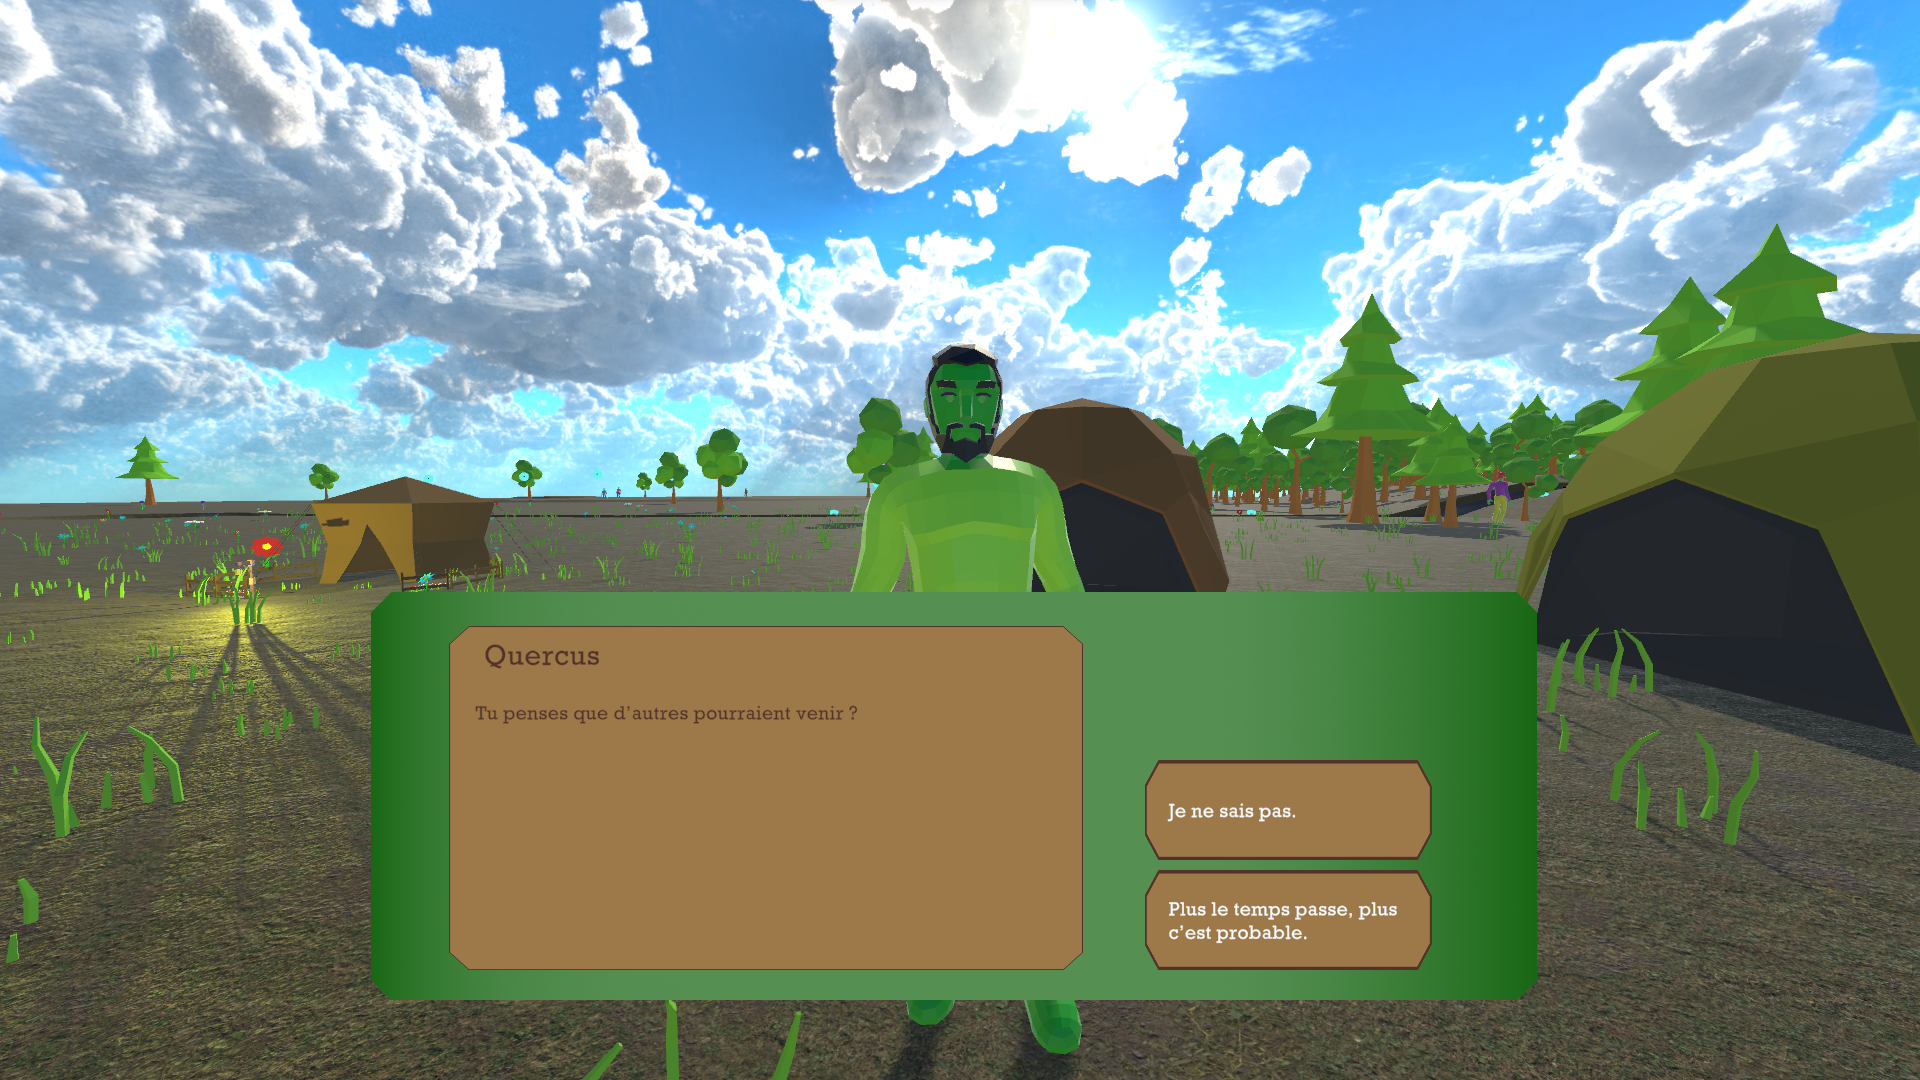 Quercus
Tu penses que d’autres pourraient venir ?
Je ne sais pas.
Plus le temps passe, plus
c’est probable.